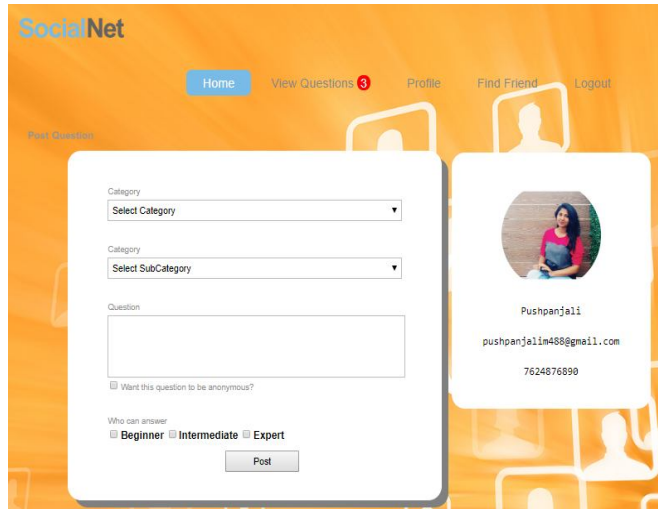 SocialNet
Home View Questions 3 Profile Find Friend Logout
Post Question
Category
Select Category
Category
Select SubCategory
Question
Want this question to be anonymous?
Who can answer
Beginner Intermediate Expert
Post
Pushpanjali
pushpanjalim488@gmail.com
7624876890